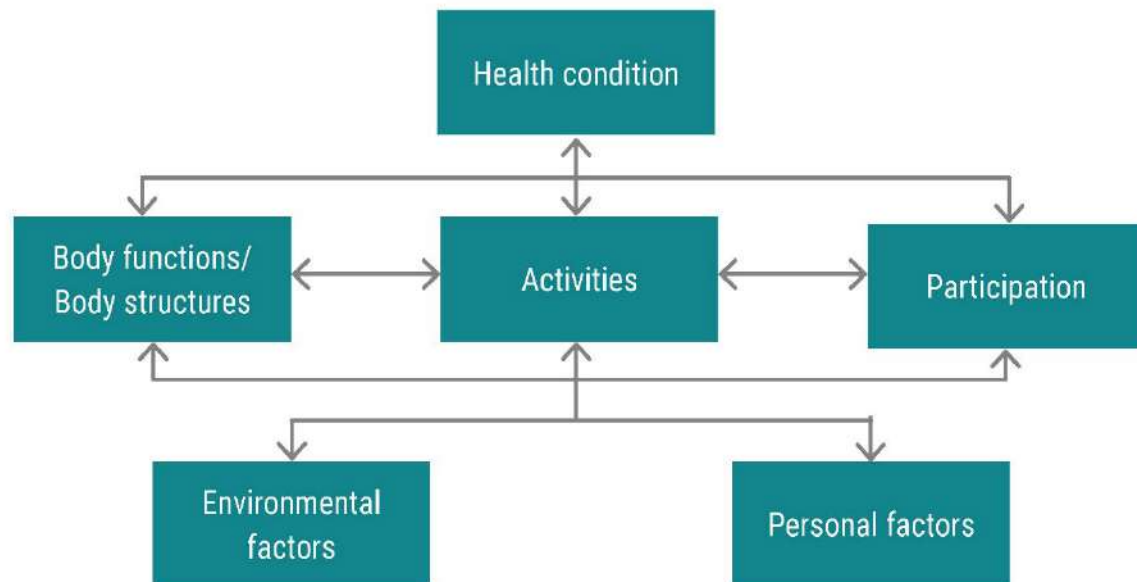 Health condition
Body functions/
Body structures
Activities
Participation
Environmental
factors
Personal factors